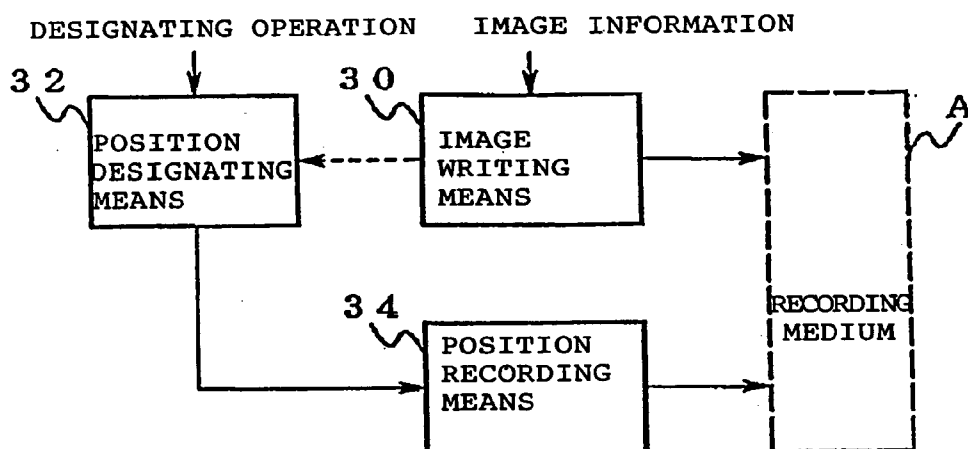 DESIGNATING OPERATION
IMAGE INFORMATION
32
30
A
POSITION
DESIGNATING
MEANS
IMAGE
WRITING
MEANS
34
POSITION
RECORDING
MEANS
RECORDING
MEDIUM